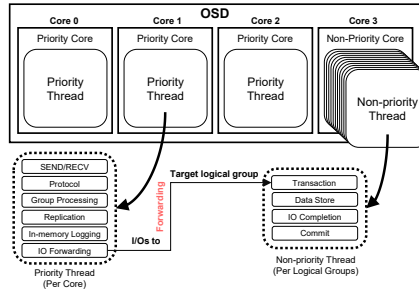 OSD
Core 0
Core 1
Core 2
Core 3
Priority Core
Priority Core
Priority Core
Non-Priority Core
Priority
Thread
Priority
Thread
Priority
Thread
Non-priority
Thread
SEND/RECV
Protocol
Group Processing
Replication
In-memory Logging
IO Forwarding
Priority Thread
(Per Core)
I/Os to
Forwarding
Target logical group
Transaction
Data Store
IO Completion
Commit
Non-priority Thread
(Per Logical Groups)